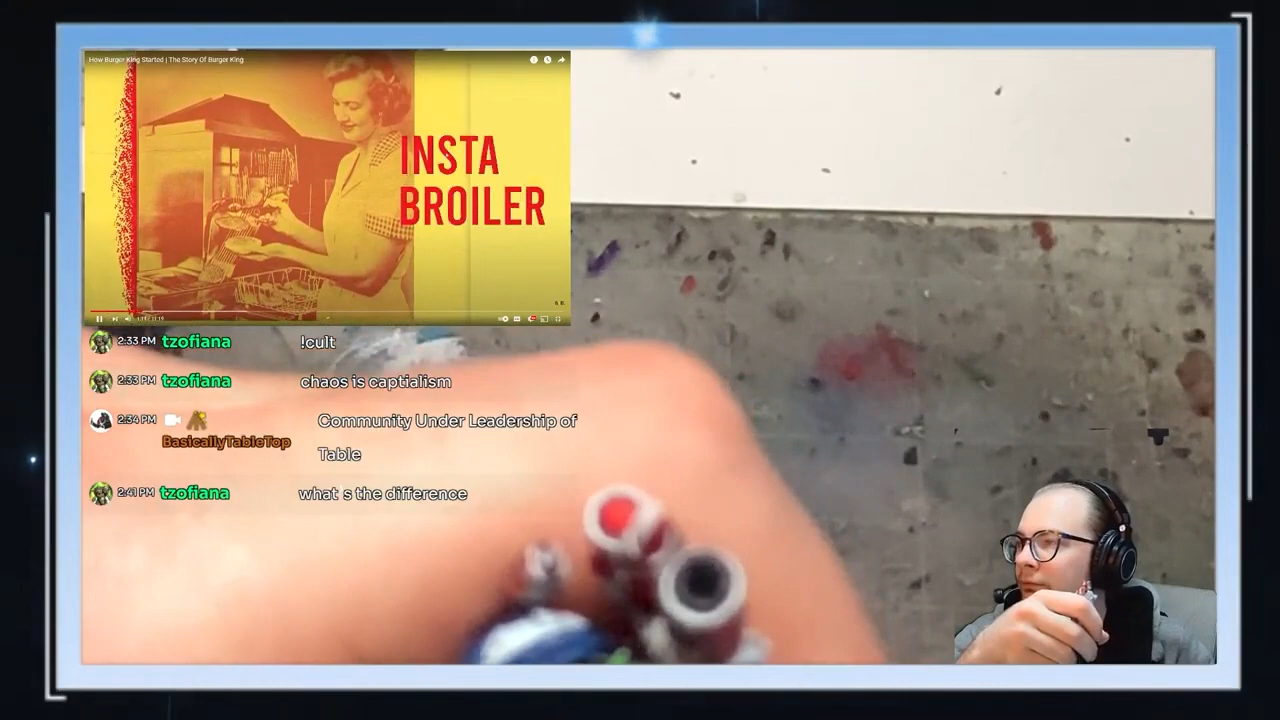 How Burger King Started | The Story Of Burger King
INSTA
BROILER
2:33 PM tzofiana !cult
2:33 PM tzofiana chaos is captialism
2:34 PM BasicallyTableTop Community Under Leadership of
Table
2:41 PM tzofiana what s the difference